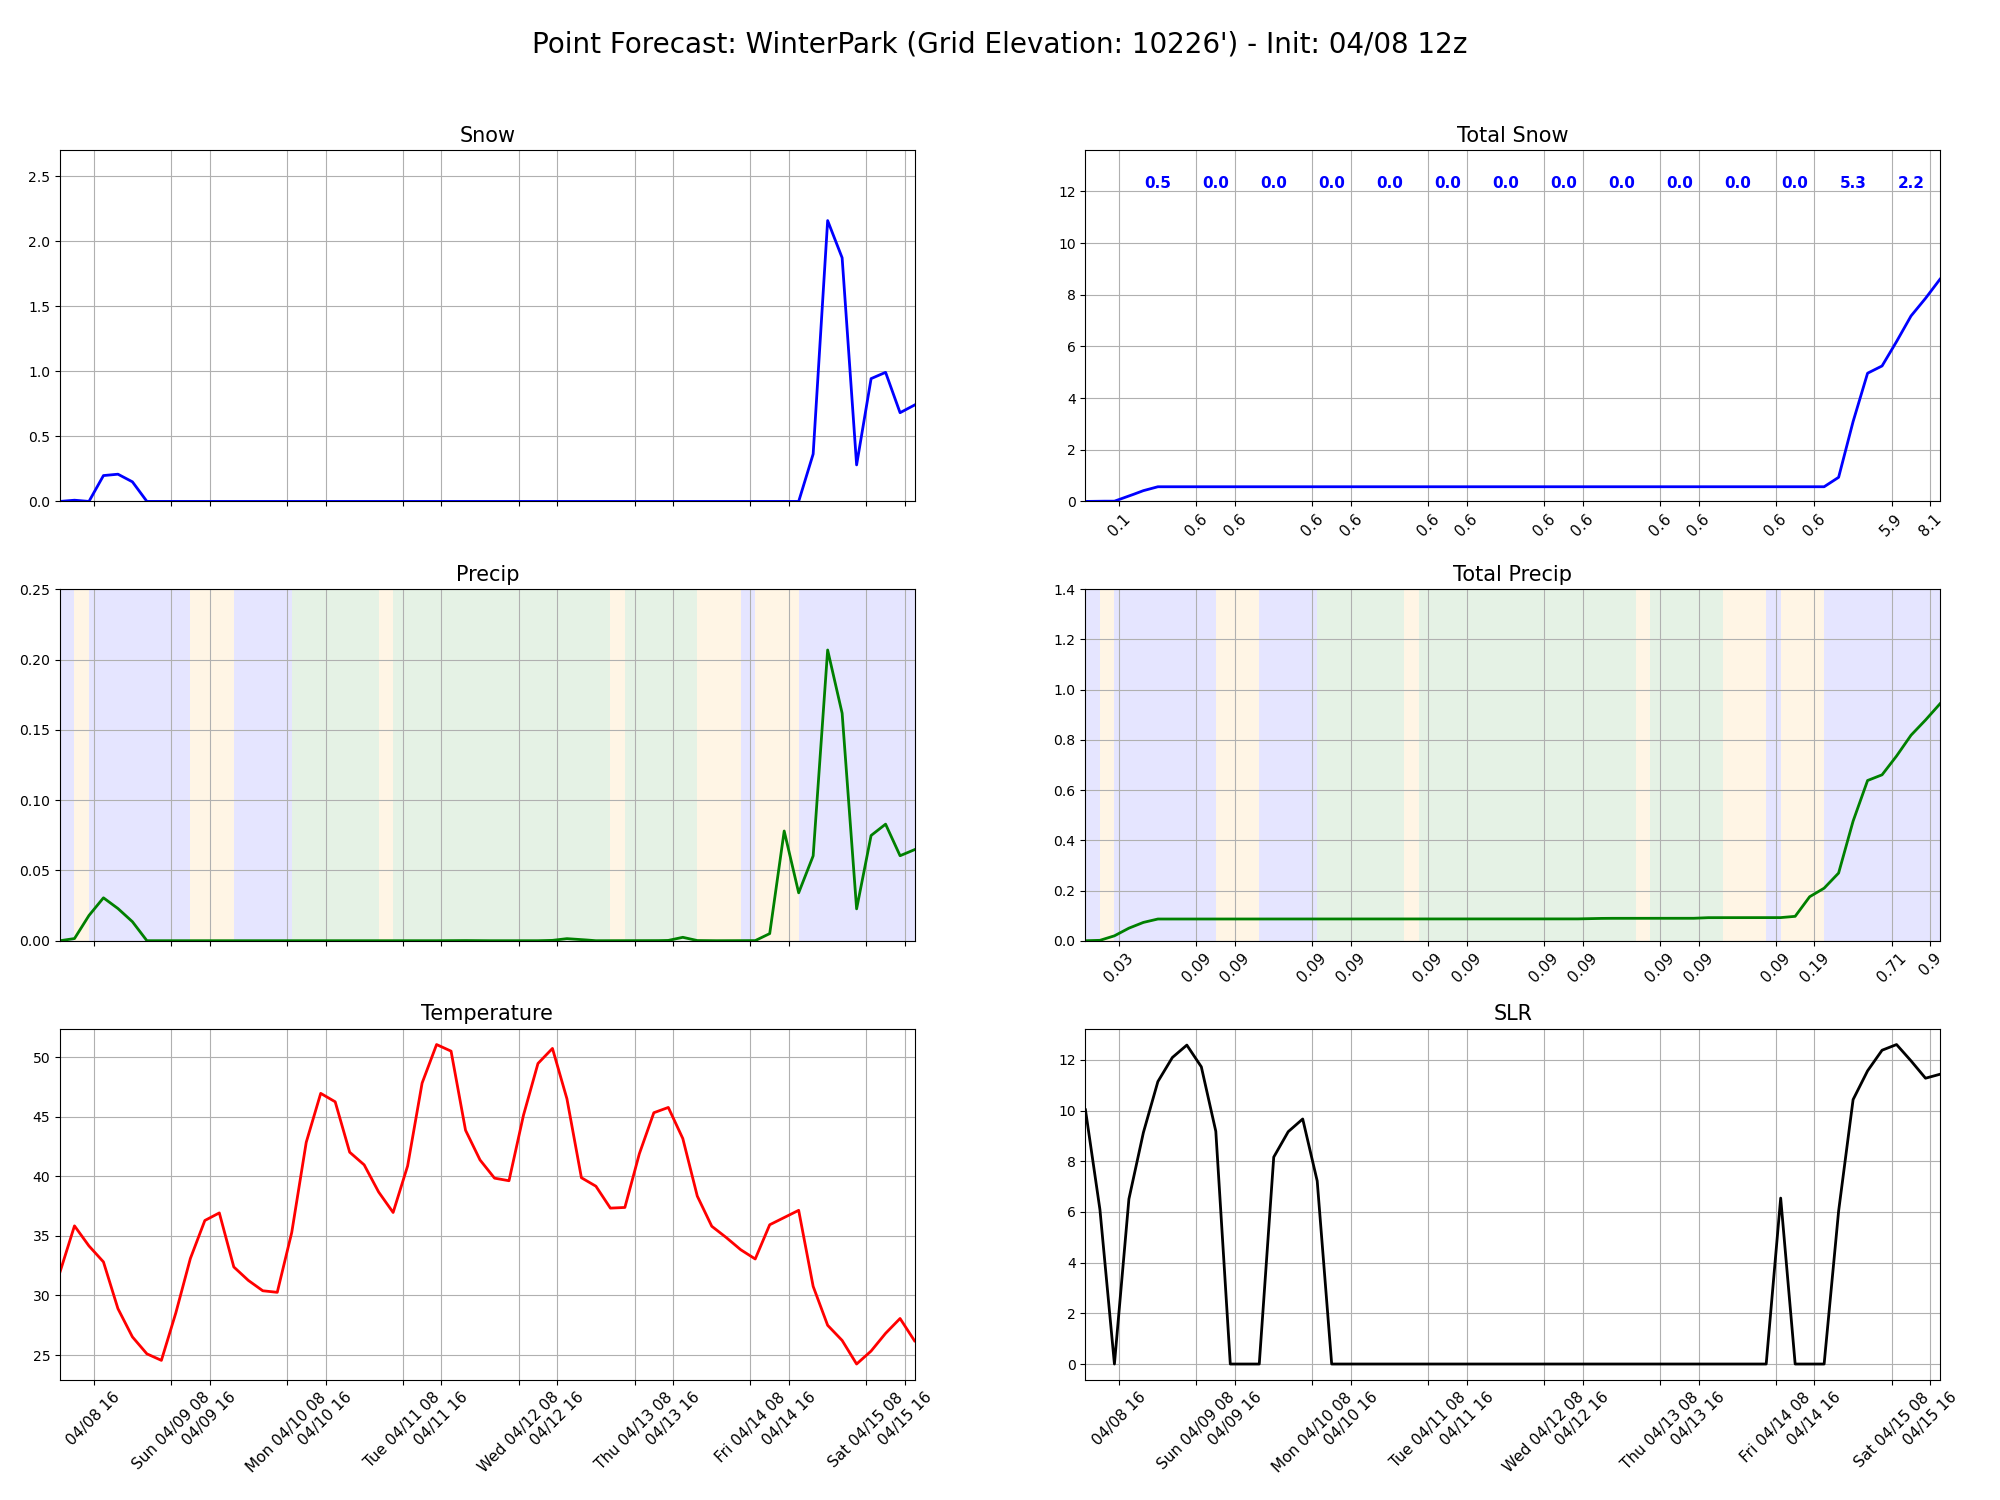 Point Forecast: WinterPark (Grid Elevation: 10226') - Init: 04/08 12z
Snow
2.5
2.0
1.5
1.0
0.5
0.0
Total Snow
0.5 0.0 0.0 0.0 0.0 0.0 0.0 0.0 0.0 0.0 0.0 0.0 5.3 2.2
12
10
8
6
4
2
0
0.1 0.6 0.6 0.6 0.6 0.6 0.6 0.6 0.6 0.6 0.6 0.6 0.6 5.9 8.1
Precip
0.25
0.20
0.15
0.10
0.05
0.00
Total Precip
1.4
1.2
1.0
0.8
0.6
0.4
0.2
0.0
0.03 0.09 0.09 0.09 0.09 0.09 0.09 0.09 0.09 0.09 0.09 0.09 0.19 0.71 0.9
Temperature
50
45
40
35
30
25
04/08 16
Sun 04/09 08
04/09 16
Mon 04/10 08
04/10 16
Tue 04/11 08
04/11 16
Wed 04/12 08
04/12 16
Thu 04/13 08
04/13 16
Fri 04/14 08
04/14 16
Sat 04/15 08
04/15 16
SLR
12
10
8
6
4
2
0
04/08 16
Sun 04/09 08
04/09 16
Mon 04/10 08
04/10 16
Tue 04/11 08
04/11 16
Wed 04/12 08
04/12 16
Thu 04/13 08
04/13 16
Fri 04/14 08
04/14 16
Sat 04/15 08
04/15 16